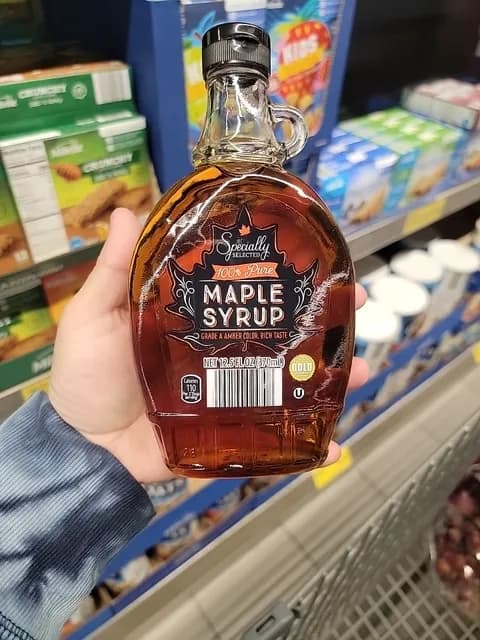 KIDS
CRUNCHY
CRUNCHY
Specially
SELECTED
100% Pure
MAPLE
SYRUP
GRADE A AMBER COLOR, RICH TASTE
NET 12.5 FL OZ (370ml)
GOLD
Calories
110
U